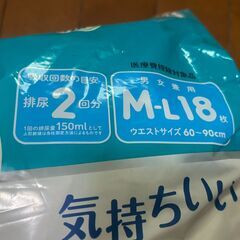 吸収回数の目安
排尿2回分
1回の排尿量150mlとして
医療費控除対象品
男女兼用
M-L18枚
ウエストサイズ 60~90cm
気持ちいい